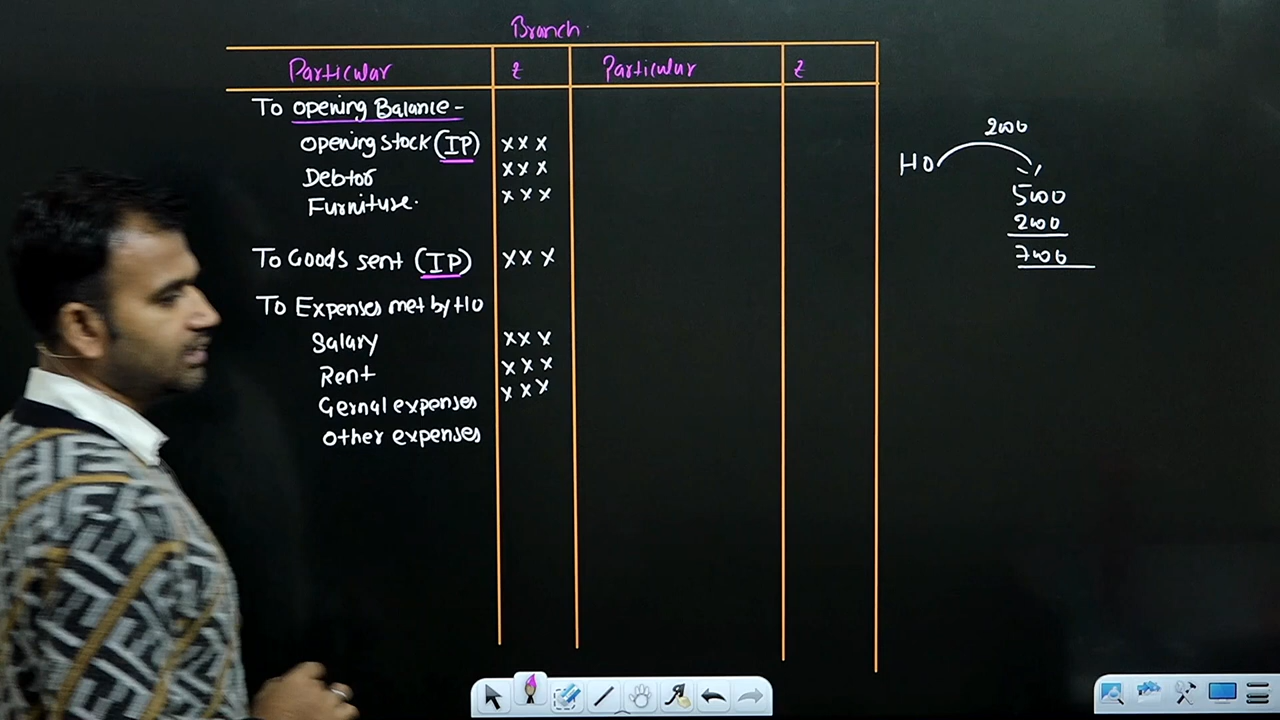 Branch
Particular ₹ Particular ₹
To opening Balance -
Opening stock (IP) xxx
Debtor xxx
Furniture. xxx
To Goods sent (IP) xxx
To Expenses met by HO
Salary xxx
Rent xxx
Gernal expenses xxx
Other expenses
2000
HO
5000
2000
7000